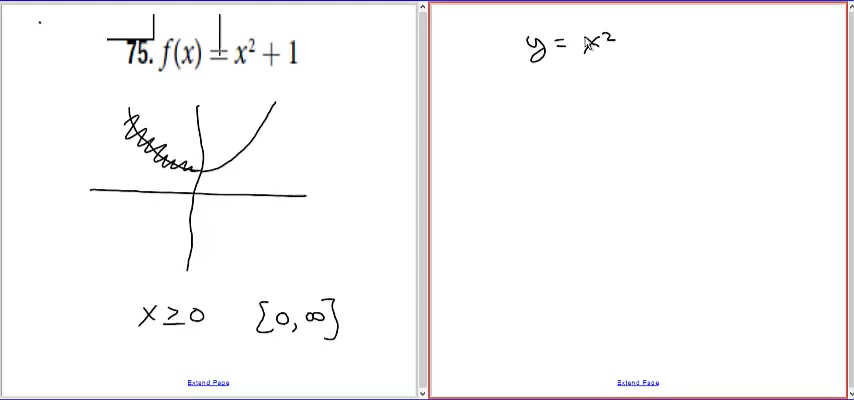 75. f(x) = x² + 1
x ≥ 0 [0, ∞]
Extend Page
y = x²
Extend Page